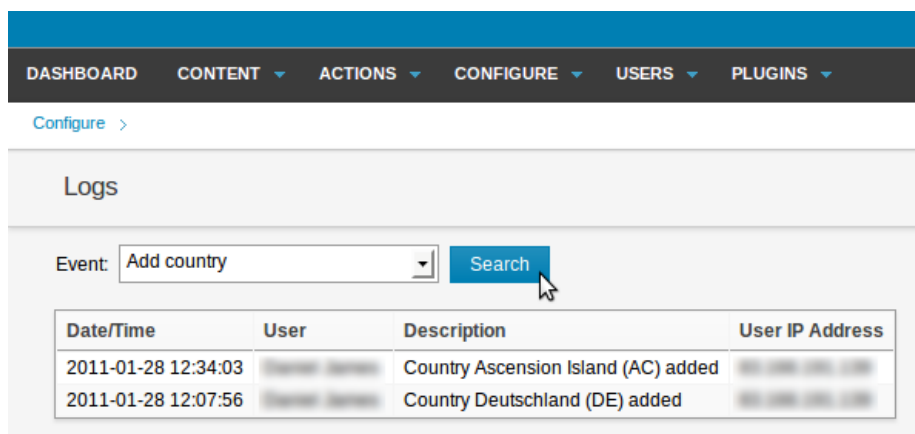 DASHBOARD CONTENT ACTIONS CONFIGURE USERS PLUGINS
Configure >
Logs
Event: Add country Search
Date/Time User Description User IP Address
2011-01-28 12:34:03 Country Ascension Island (AC) added
2011-01-28 12:07:56 Country Deutschland (DE) added